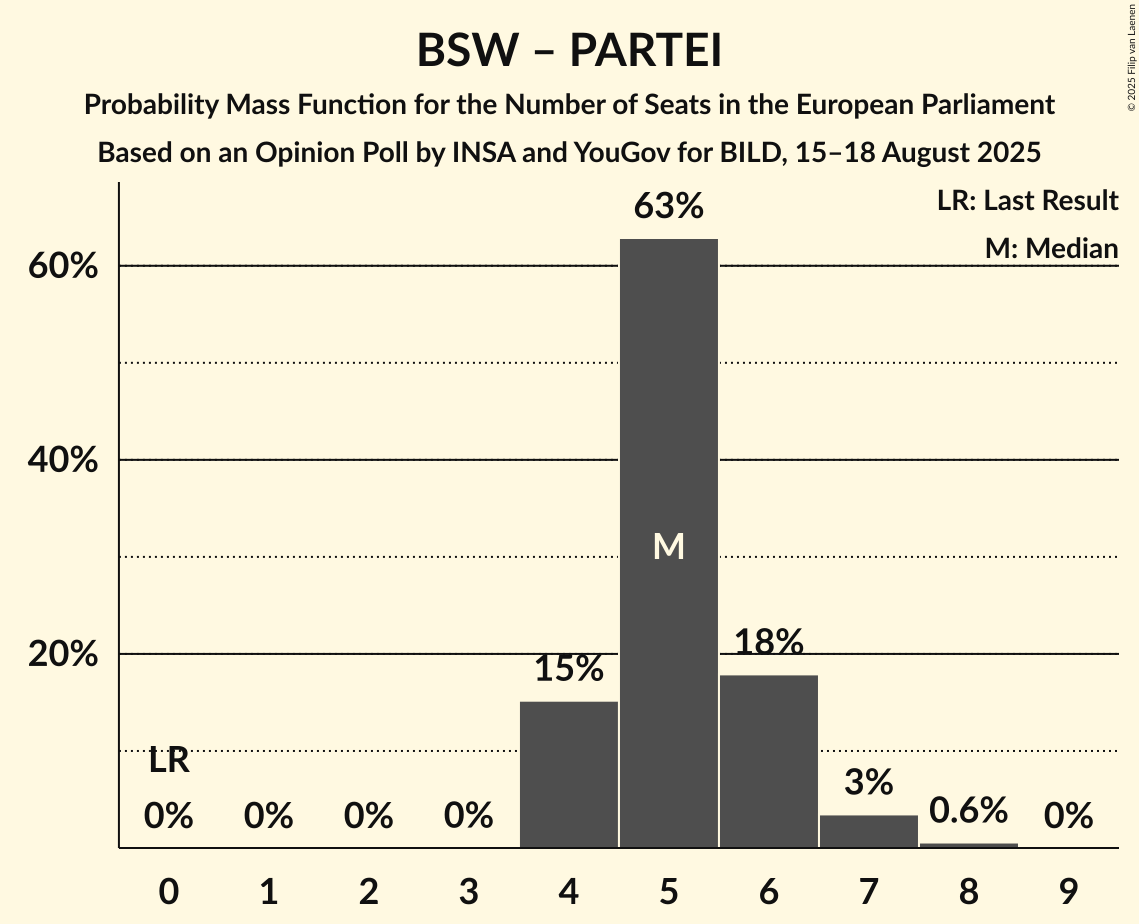 BSW – PARTEI
Probability Mass Function for the Number of Seats in the European Parliament
Based on an Opinion Poll by INSA and YouGov for BILD, 15–18 August 2025
© 2025 Filip van Laenen
LR: Last Result
M: Median
63%
60%
40%
M
20%
18%
15%
LR
3%
0.6%
0% 0% 0% 0% 0%
0 1 2 3 4 5 6 7 8 9